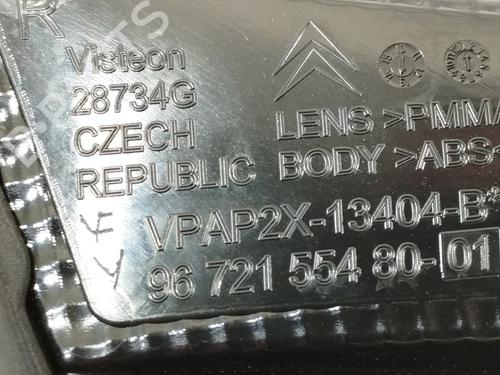 R
Visteon
28734G
CZECH
REPUBLIC
LENS >PMMA
BODY >ABS<
VPAP2X-13404-B
96 721 554 80-01